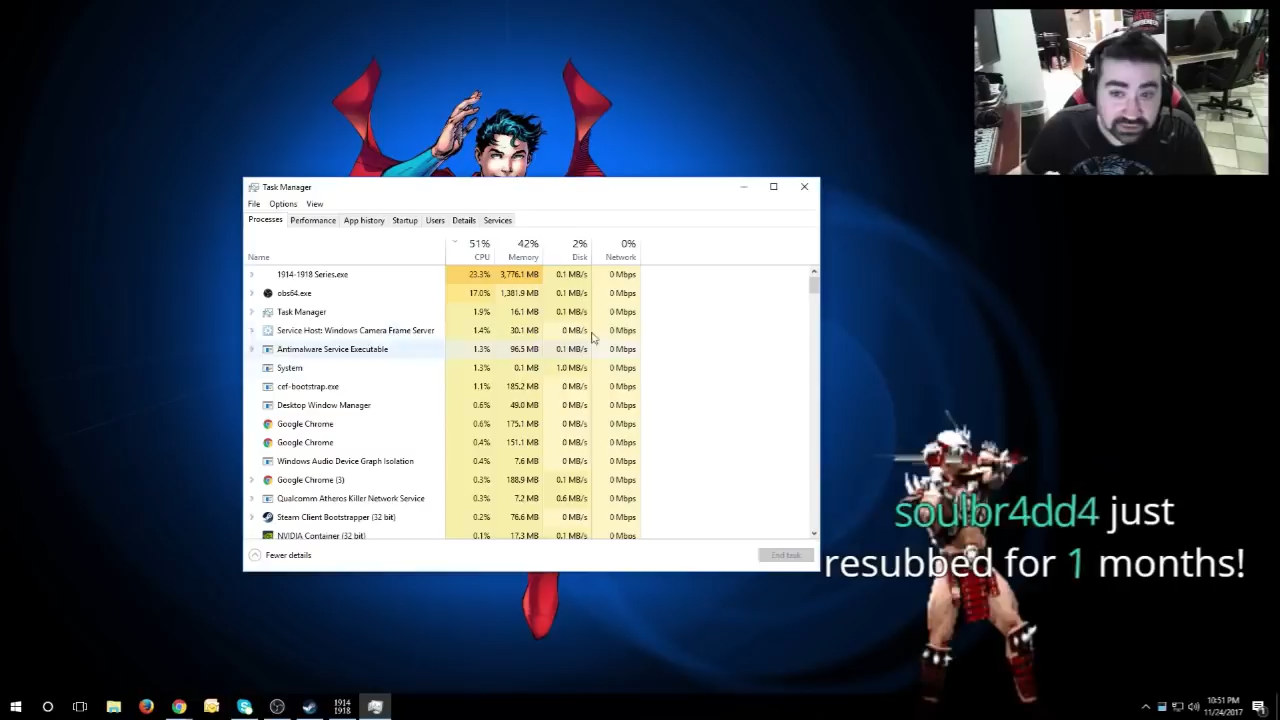 Task Manager
File Options View
Processes Performance App history Startup Users Details Services
51% 42% 2% 0%
Name CPU Memory Disk Network
1914-1918 Series.exe 23.3% 3,776.1 MB 0.1 MB/s 0 Mbps
obs64.exe 17.0% 1,381.9 MB 0.1 MB/s 0 Mbps
Task Manager 1.9% 16.1 MB 0.1 MB/s 0 Mbps
Service Host: Windows Camera Frame Server 1.4% 30.1 MB 0 MB/s 0 Mbps
Antimalware Service Executable 1.3% 96.5 MB 0.1 MB/s 0 Mbps
System 1.3% 0.1 MB 1.0 MB/s 0 Mbps
cef-bootstrap.exe 1.1% 185.2 MB 0 MB/s 0 Mbps
Desktop Window Manager 0.6% 49.0 MB 0 MB/s 0 Mbps
Google Chrome 0.6% 175.1 MB 0 MB/s 0 Mbps
Google Chrome 0.4% 151.1 MB 0 MB/s 0 Mbps
Windows Audio Device Graph Isolation 0.4% 7.6 MB 0 MB/s 0 Mbps
Google Chrome (3) 0.3% 188.9 MB 0.1 MB/s 0 Mbps
Qualcomm Atheros Killer Network Service 0.3% 7.2 MB 0.6 MB/s 0 Mbps
Steam Client Bootstrapper (32 bit) 0.2% 76.6 MB 0 MB/s 0 Mbps
NVIDIA Container (32 bit) 0.1% 17.3 MB 0.1 MB/s 0 Mbps
Fewer details End task
soulbr4dd4 just
resubbed for 1 months!
1914
1918
10:51 PM
11/24/2017